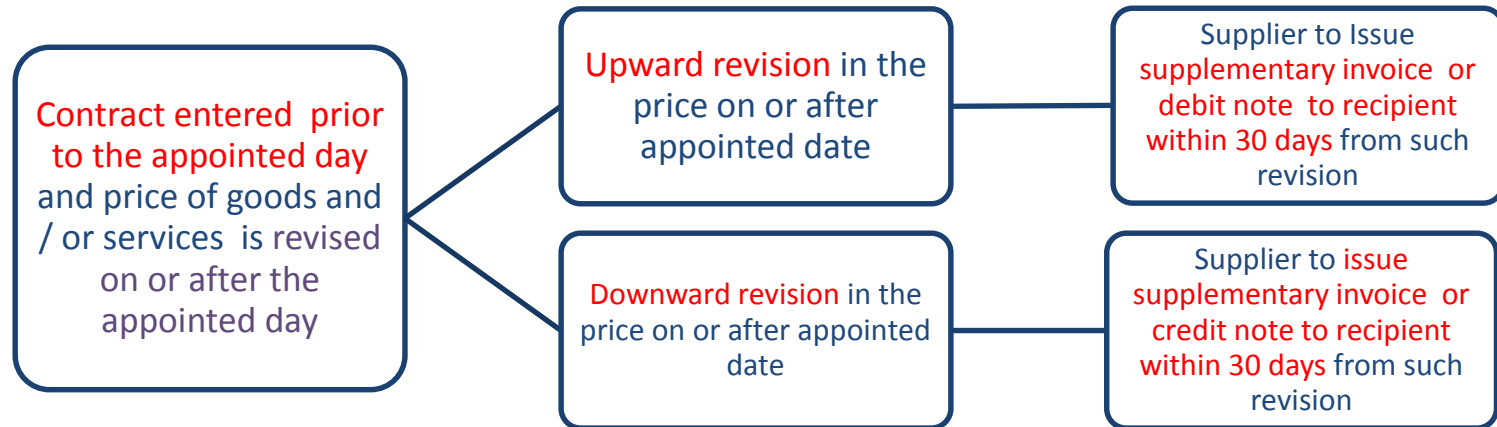 Contract entered prior
to the appointed day
and price of goods and
/ or services is revised
on or after the
appointed day
Upward revision in the
price on or after
appointed date
Supplier to Issue
supplementary invoice or
debit note to recipient
within 30 days from such
revision
Downward revision in the
price on or after appointed
date
Supplier to issue
supplementary invoice or
credit note to recipient
within 30 days from such
revision